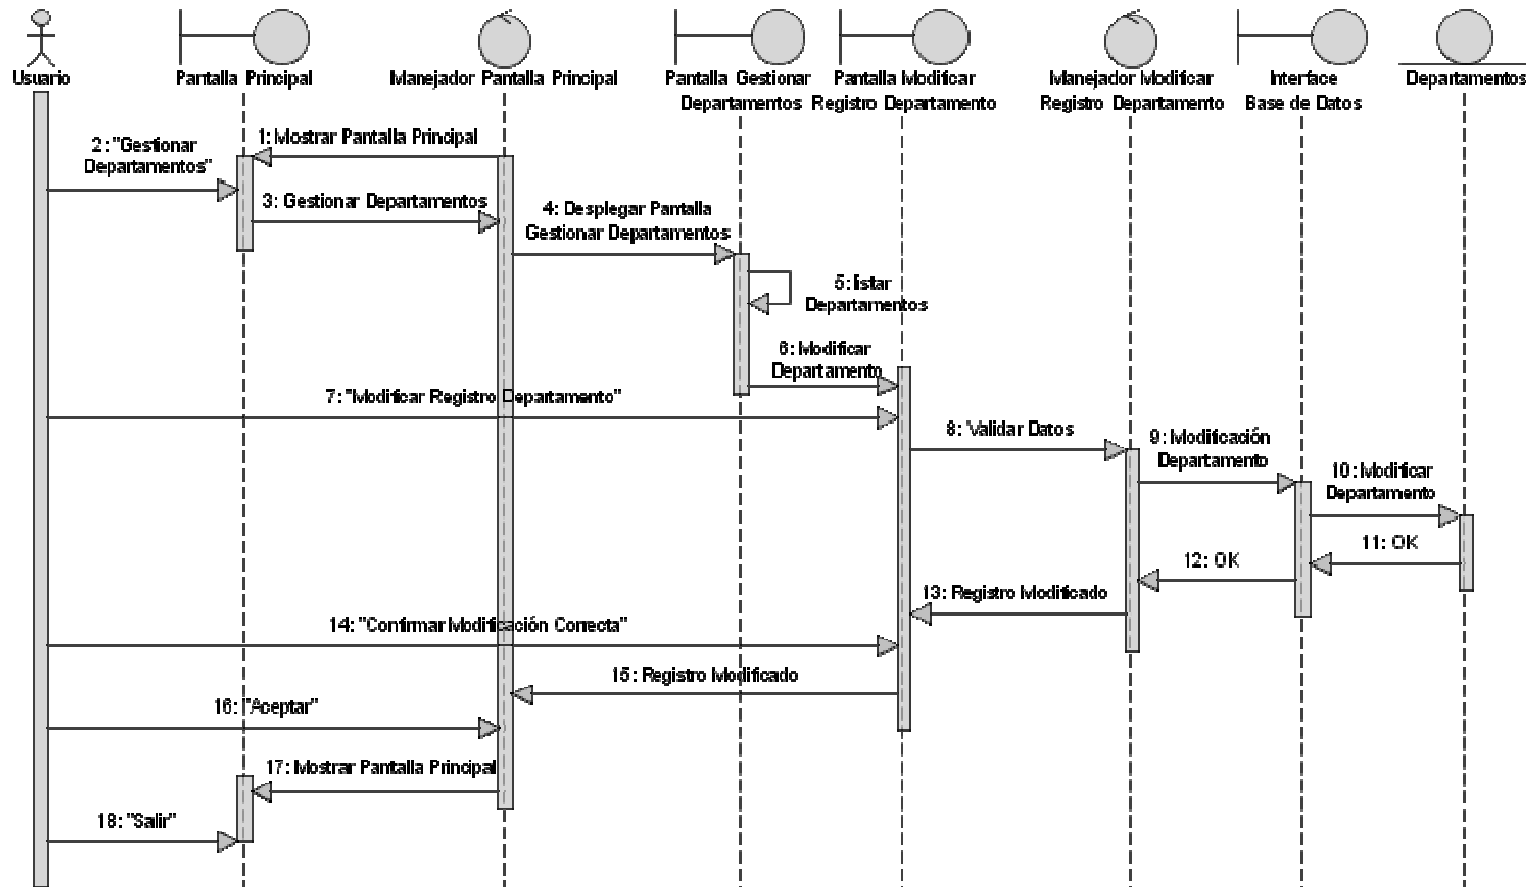 Usuario
Pantalla Principal
Manejador Pantalla Principal
Pantalla Gestionar
Departamentos
Pantalla Modificar
Registro Departamento
Manejador Modificar
Registro Departamento
Interface
Base de Datos
Departamentos
1: Mostrar Pantalla Principal
2: "Gestionar
Departamentos"
3: Gestionar Departamentos
4: Desplegar Pantalla
Gestionar Departamentos
5: listar
Departamentos
6: Modificar
Departamento
7: "Modificar Registro Departamento"
8: Validar Datos
9: Modificación
Departamento
10: Modificar
Departamento
11: OK
12: OK
13: Registro Modificado
14: "Confirmar Modificación Correcta"
15: Registro Modificado
16: "Aceptar"
17: Mostrar Pantalla Principal
18: "Salir"